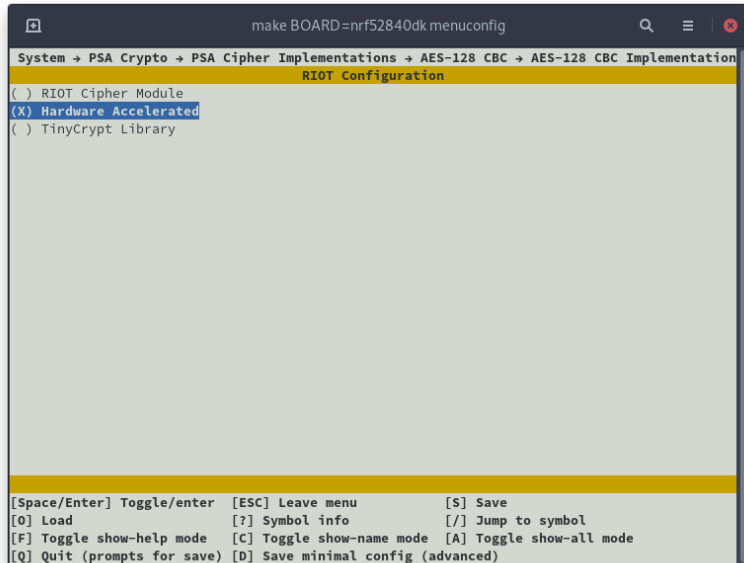 make BOARD=nrf52840dk menuconfig
System → PSA Crypto → PSA Cipher Implementations → AES-128 CBC → AES-128 CBC Implementation
RIOT Configuration
( ) RIOT Cipher Module
(X) Hardware Accelerated
( ) TinyCrypt Library
[Space/Enter] Toggle/enter [ESC] Leave menu [S] Save
[O] Load [?] Symbol info [/] Jump to symbol
[F] Toggle show-help mode [C] Toggle show-name mode [A] Toggle show-all mode
[Q] Quit (prompts for save) [D] Save minimal config (advanced)